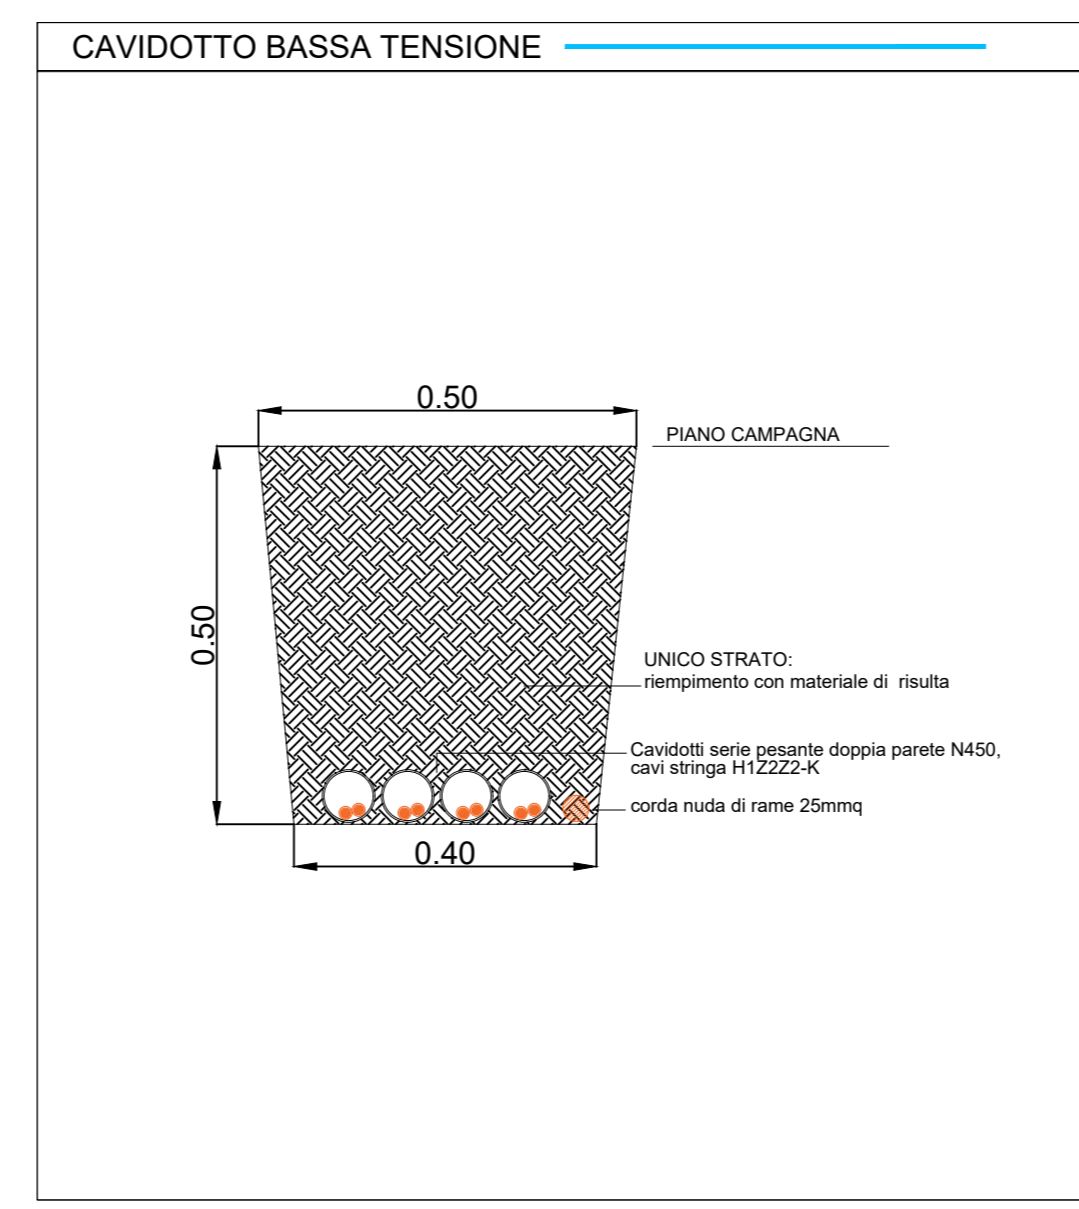 CAVIDOTTO BASSA TENSIONE
0.50
PIANO CAMPAGNA
0.50
UNICO STRATO:
riempimento con materiale di risulta
Cavidotti serie pesante doppia parete N450,
cavi stringa H1Z2Z2-K
corda nuda di rame 25mmq
0.40